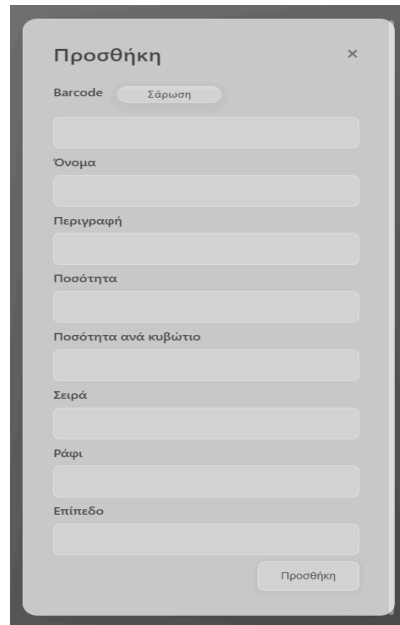 Προσθήκη ×
Barcode Σάρωση
Όνομα
Περιγραφή
Ποσότητα
Ποσότητα ανά κυβώτιο
Σειρά
Ράφι
Επίπεδο
Προσθήκη